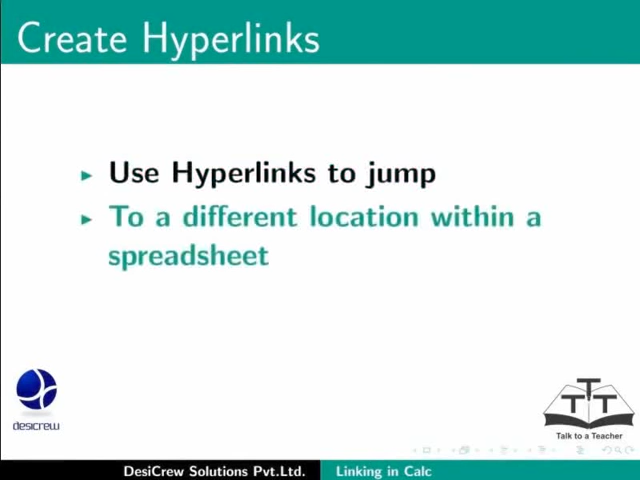 Create Hyperlinks
Use Hyperlinks to jump
To a different location within a
spreadsheet
desicrew
T T T
Talk to a Teacher
DesiCrew Solutions Pvt.Ltd. Linking in Calc